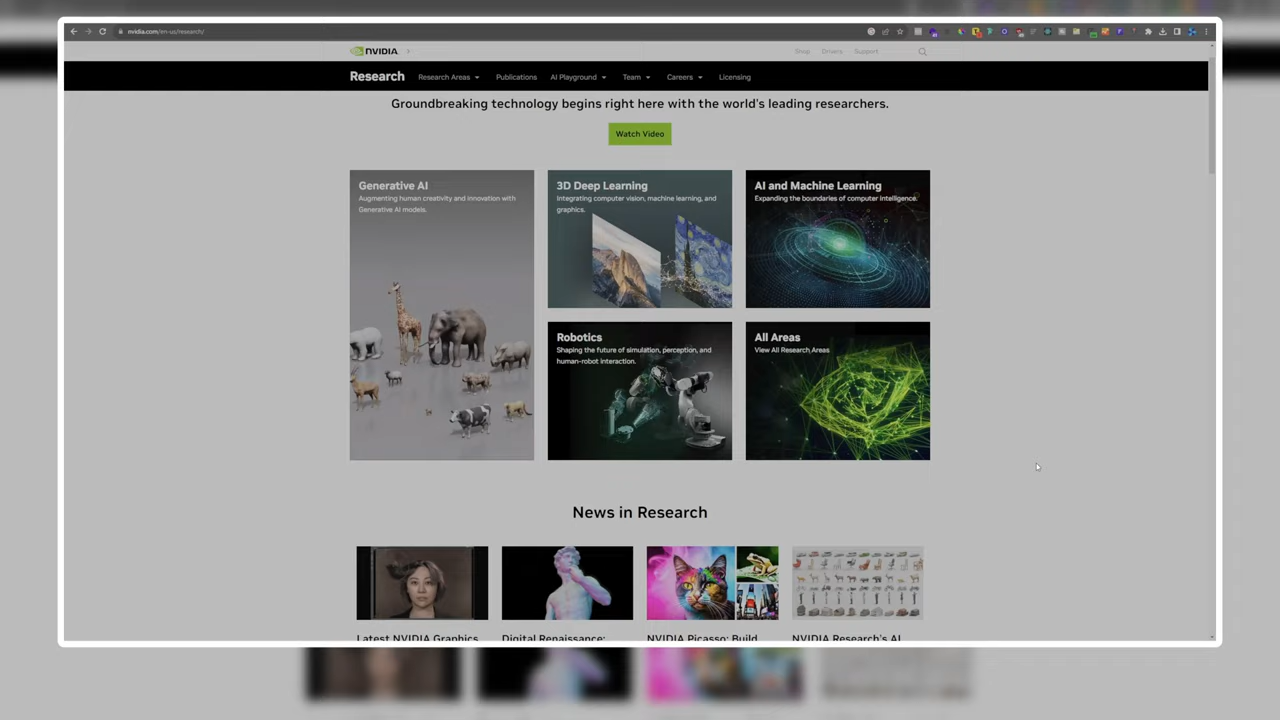 nvidia.com/en-us/research/
NVIDIA
Shop Drivers Support
Research Research Areas Publications AI Playground Team Careers Licensing
Groundbreaking technology begins right here with the world's leading researchers.
Watch Video
Generative AI
Augmenting human creativity and innovation with
Generative AI models.
3D Deep Learning
Integrating computer vision, machine learning, and
graphics.
AI and Machine Learning
Expanding the boundaries of computer intelligence.
Robotics
Shaping the future of simulation, perception, and
human-robot interaction.
All Areas
View All Research Areas
News in Research
Latest NVIDIA Graphics
Digital Renaissance:
NVIDIA Picasso: Build
NVIDIA Research's AI